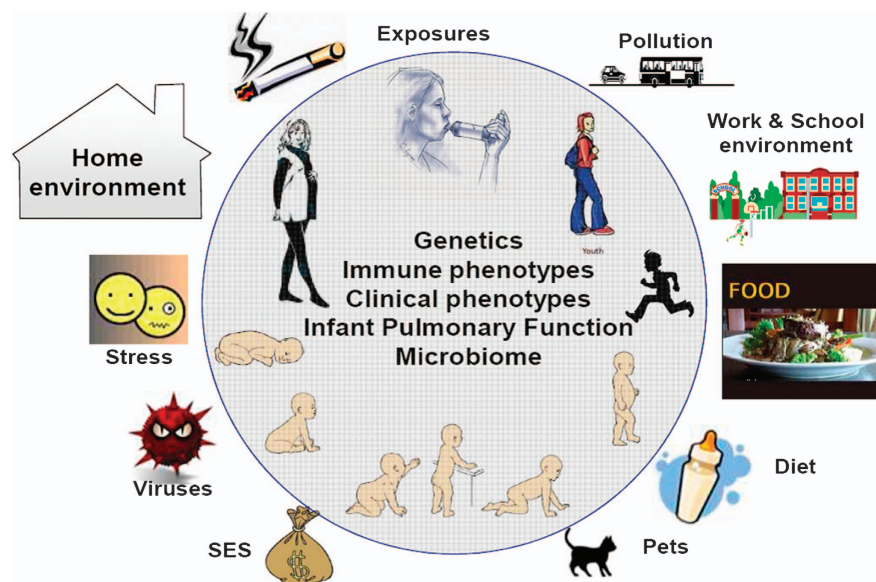 Exposures
Pollution
Home
environment
Work & School
environment
SCHOOL
Youth
Genetics
Immune phenotypes
Clinical phenotypes
Infant Pulmonary Function
Microbiome
FOOD
Stress
Viruses
Diet
SES
Pets